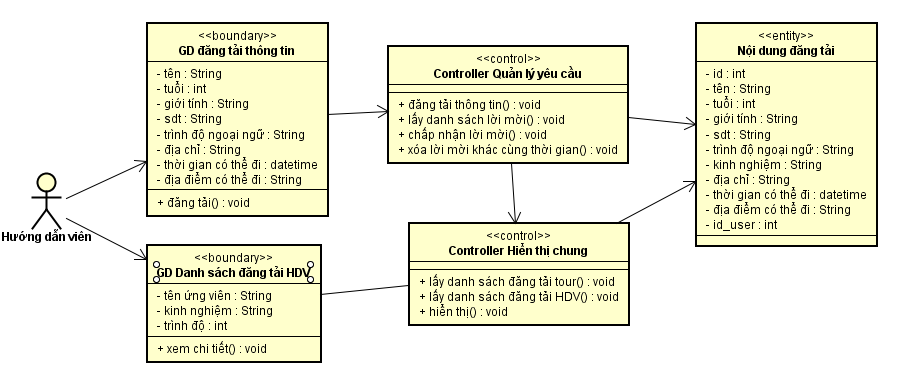 Hướng dẫn viên
<<boundary>>
GD đăng tải thông tin
- tên : String
- tuổi : int
- giới tính : String
- sdt : String
- trình độ ngoại ngữ : String
- địa chỉ : String
- thời gian có thể đi : datetime
- địa điểm có thể đi : String
+ đăng tải() : void
<<boundary>>
GD Danh sách đăng tải HDV
- tên ứng viên : String
- kinh nghiệm : String
- trình độ : int
+ xem chi tiết() : void
<<control>>
Controller Quản lý yêu cầu
+ đăng tải thông tin() : void
+ lấy danh sách lời mời() : void
+ chấp nhận lời mời() : void
+ xóa lời mời khác cùng thời gian() : void
<<control>>
Controller Hiển thị chung
+ lấy danh sách đăng tải tour() : void
+ lấy danh sách đăng tải HDV() : void
+ hiển thị() : void
<<entity>>
Nội dung đăng tải
- id : int
- tên : String
- tuổi : int
- giới tính : String
- sdt : String
- trình độ ngoại ngữ : String
- kinh nghiệm : String
- địa chỉ : String
- thời gian có thể đi : datetime
- địa điểm có thể đi : String
- id_user : int